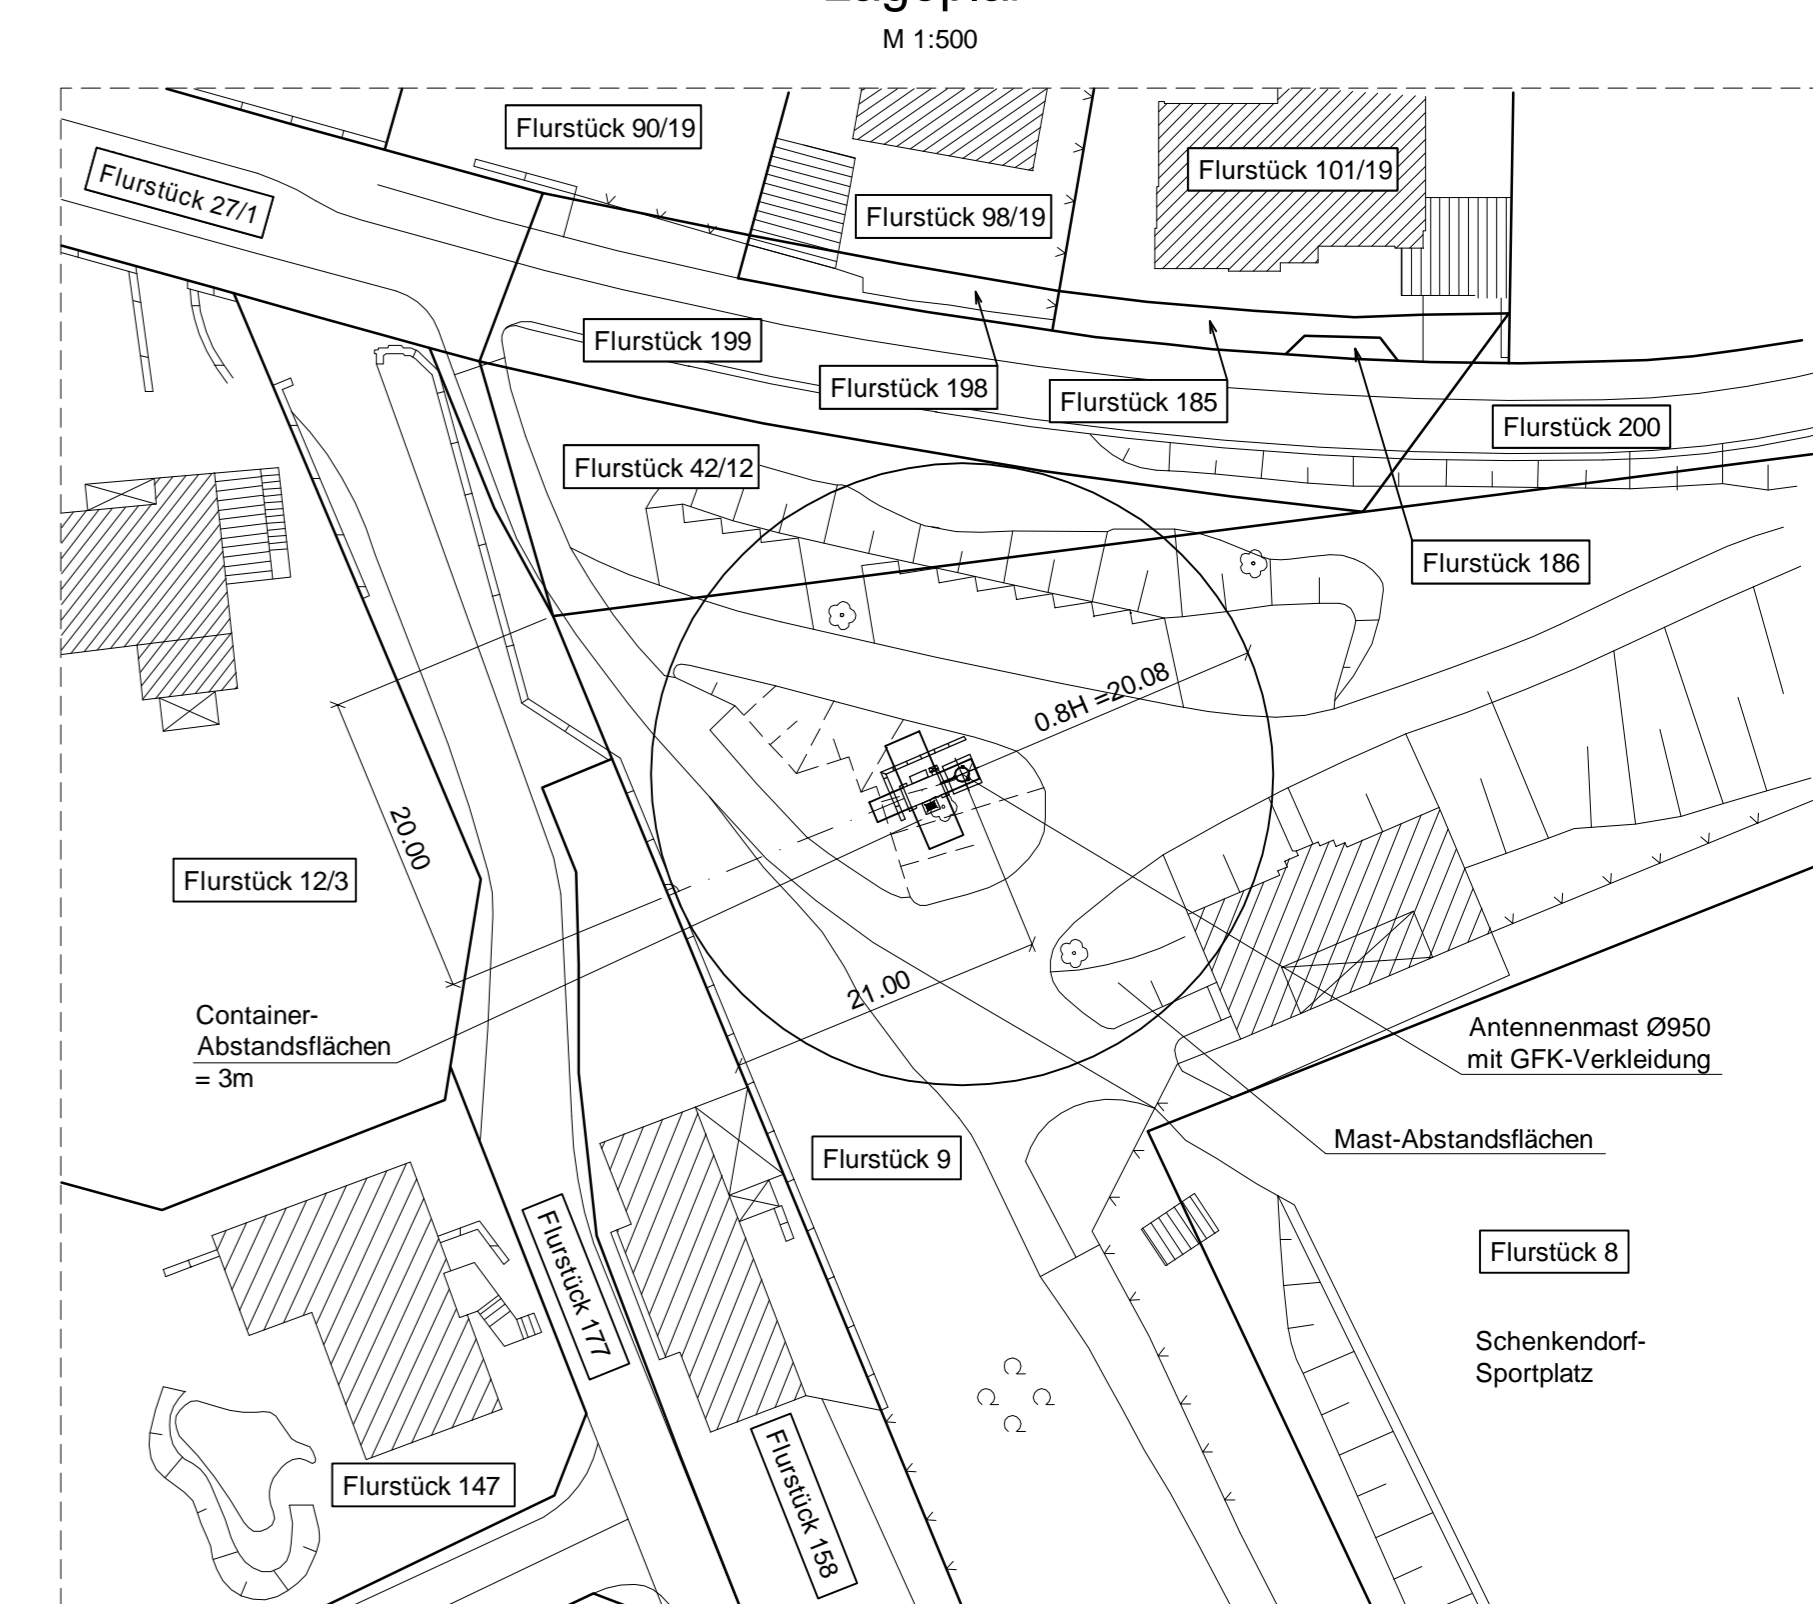 M 1:500
Flurstück 90/19
Flurstück 101/19
Flurstück 27/1
Flurstück 98/19
Flurstück 199
Flurstück 198
Flurstück 185
Flurstück 200
Flurstück 42/12
Flurstück 186
0.8H =20.08
20.00
Flurstück 12/3
21.00
Container-
Abstandsflächen
= 3m
Antennenmast Ø950
mit GFK-Verkleidung
Mast-Abstandsflächen
Flurstück 9
Flurstück 8
Flurstück 177
Schenkendorf-
Sportplatz
Flurstück 147
Flurstück 158